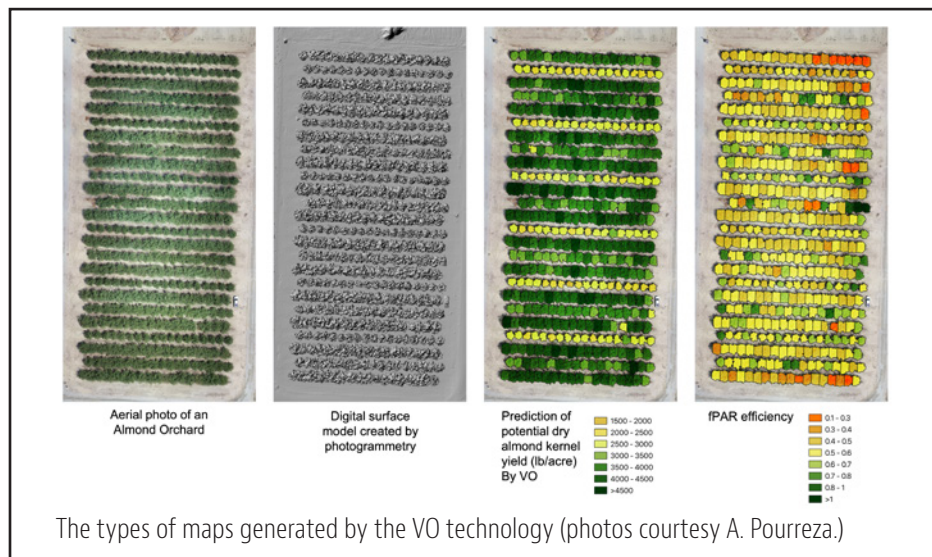 Aerial photo of an
Almond Orchard
Digital surface
model created by
photogrammetry
Prediction of
potential dry
almond kernel
yield (lb/acre)
By VO
1500 - 2000
2000 - 2500
2500 - 3000
3000 - 3500
3500 - 4000
4000 - 4500
>4500
fPAR efficiency
0.1 - 0.3
0.3 - 0.4
0.4 - 0.5
0.5 - 0.6
0.6 - 0.7
0.7 - 0.8
0.8 - 1
>1
The types of maps generated by the VO technology (photos courtesy A. Pourreza.)